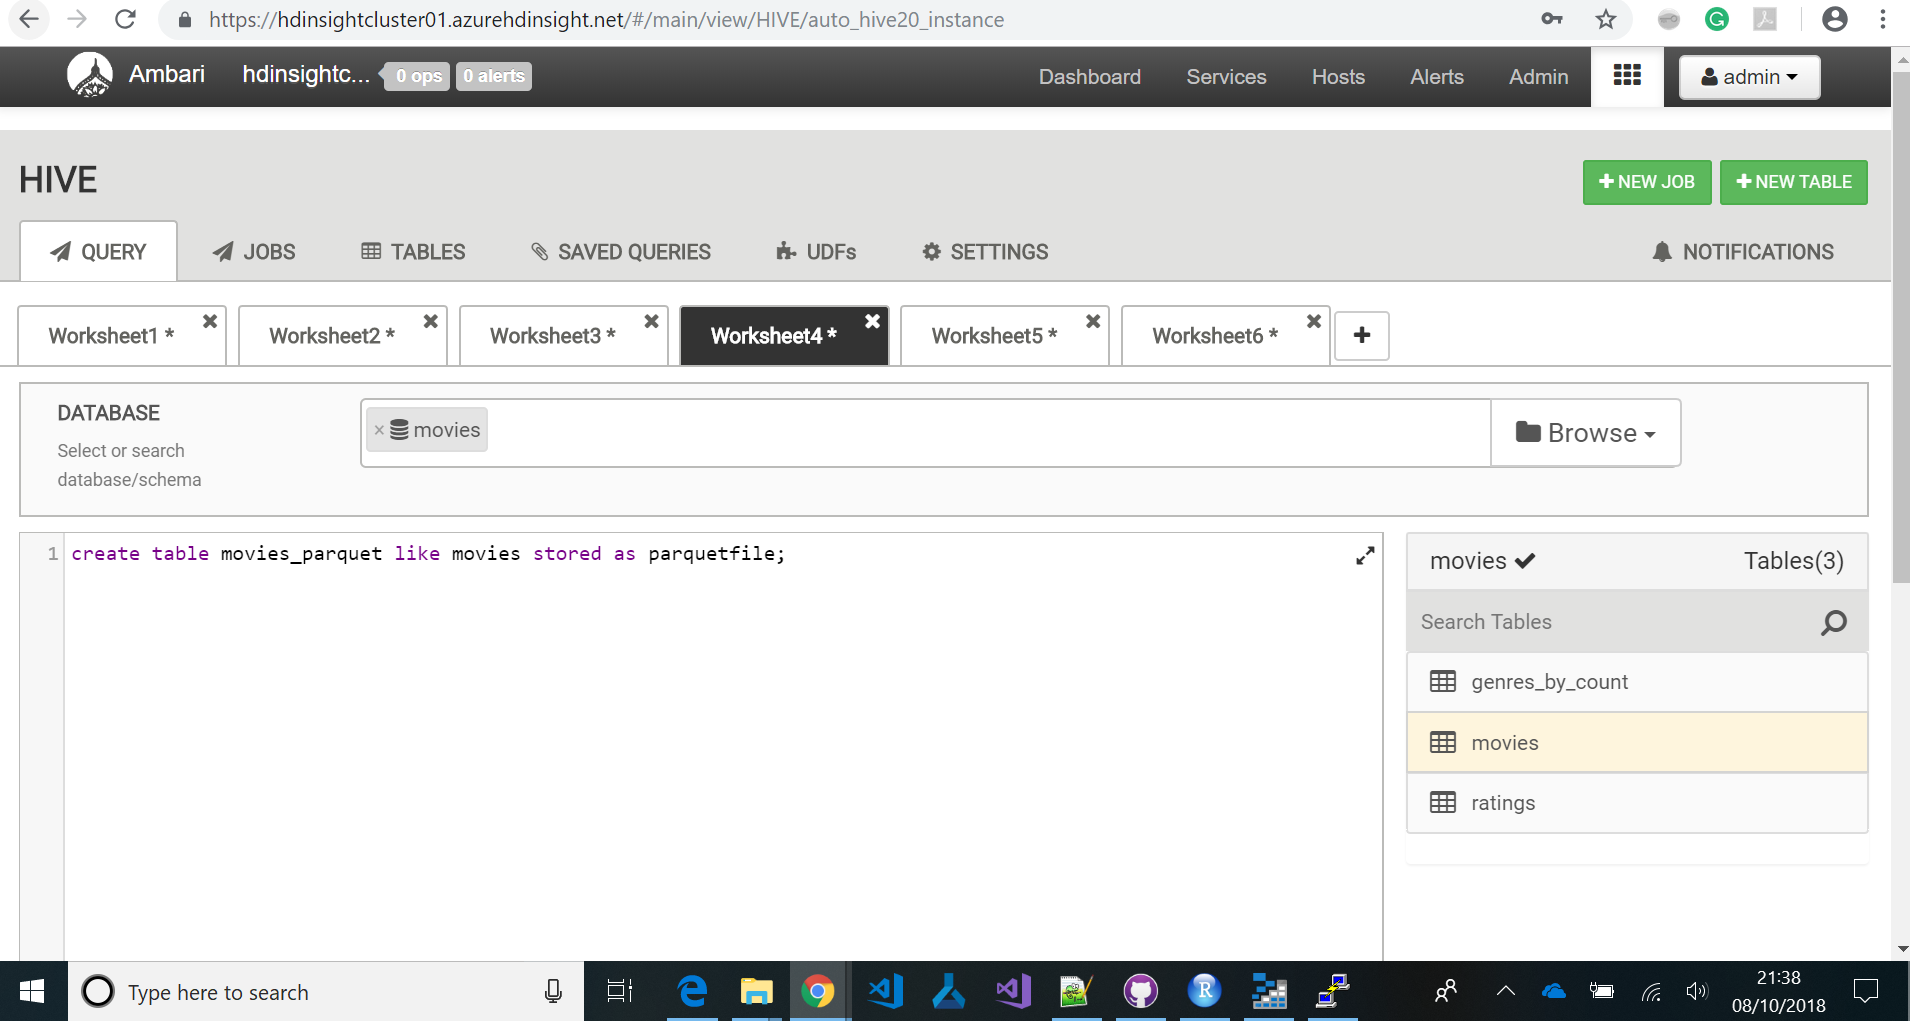 https://hdinsightcluster01.azurehdinsight.net/#/main/view/HIVE/auto_hive20_instance
Ambari hdinsightc... 0 ops 0 alerts Dashboard Services Hosts Alerts Admin admin
HIVE
NEW JOB NEW TABLE
QUERY JOBS TABLES SAVED QUERIES UDFs SETTINGS NOTIFICATIONS
Worksheet1 * Worksheet2 * Worksheet3 * Worksheet4 * Worksheet5 * Worksheet6 *
DATABASE
Select or search
database/schema
× movies
Browse
1 create table movies_parquet like movies stored as parquetfile;
movies Tables(3)
Search Tables
genres_by_count
movies
ratings
Type here to search
21:38
08/10/2018